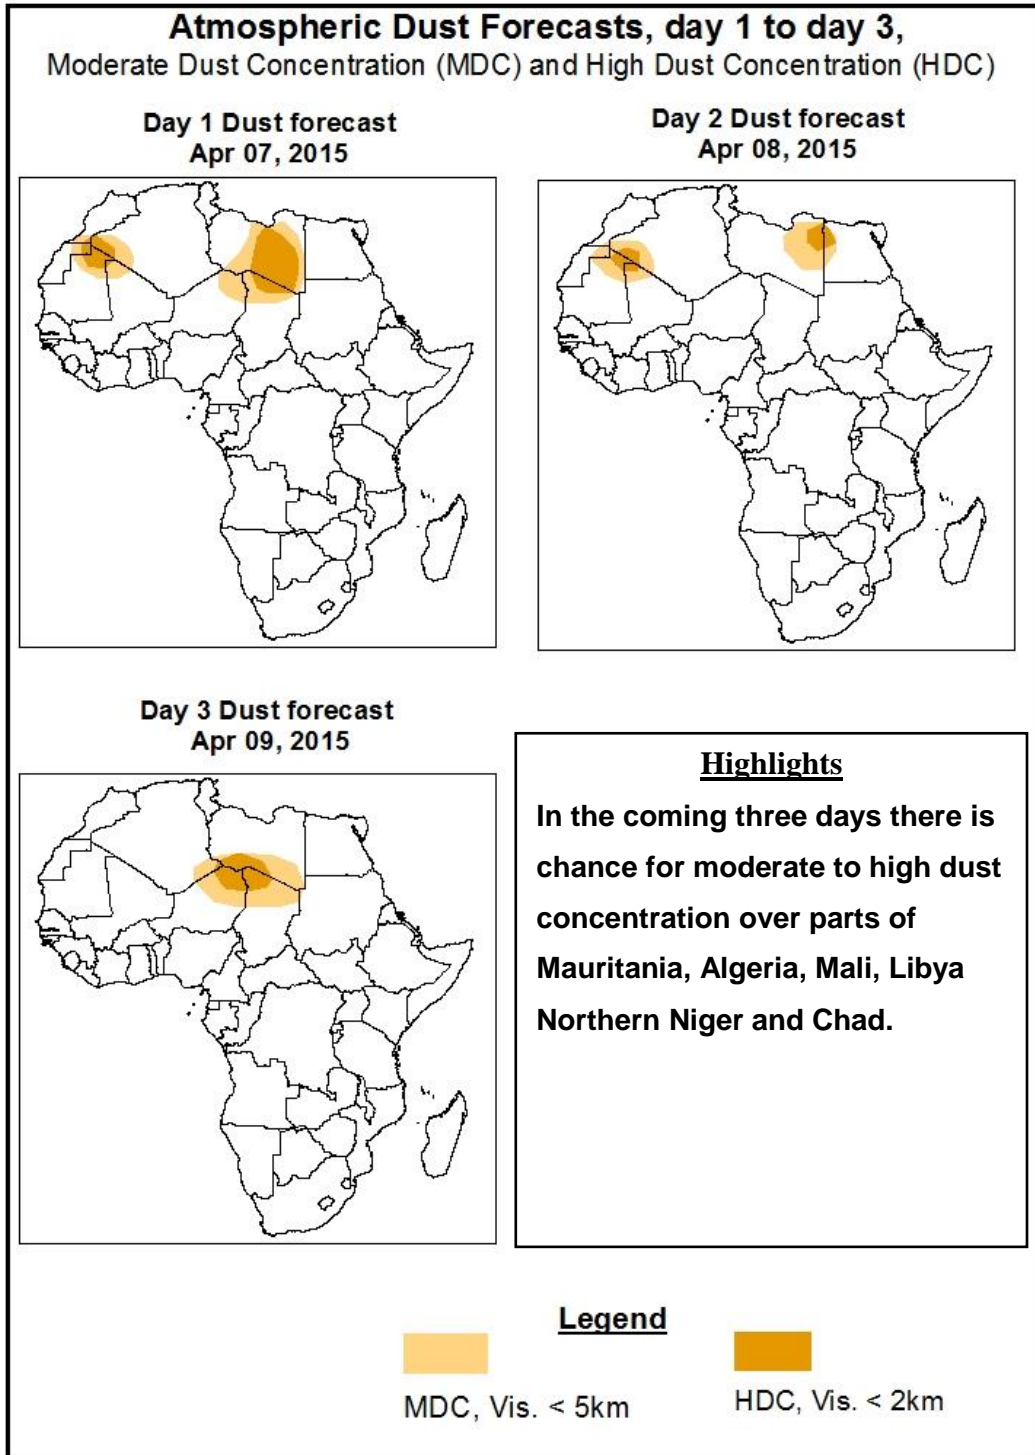 Atmospheric Dust Forecasts, day 1 to day 3,
Moderate Dust Concentration (MDC) and High Dust Concentration (HDC)
Day 1 Dust forecast
Apr 07, 2015
Day 2 Dust forecast
Apr 08, 2015
Day 3 Dust forecast
Apr 09, 2015
Highlights
In the coming three days there is
chance for moderate to high dust
concentration over parts of
Mauritania, Algeria, Mali, Libya
Northern Niger and Chad.
Legend
MDC, Vis. < 5km
HDC, Vis. < 2km